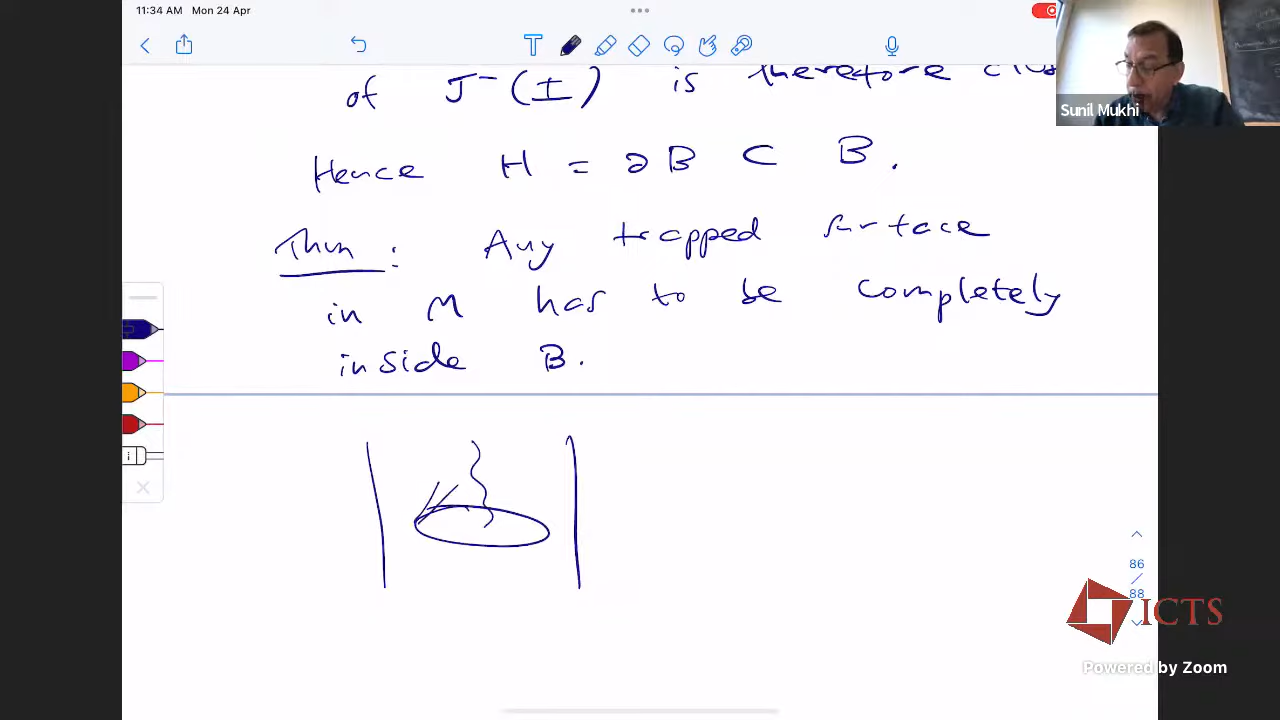 11:34 AM Mon 24 Apr
Sunil Mukhi
of J⁻(I) is therefore
Hence H = ∂B ⊂ B.
Thm: Any trapped surface
in M has to be completely
inside B.
86
/
88
ICTS
Powered by Zoom